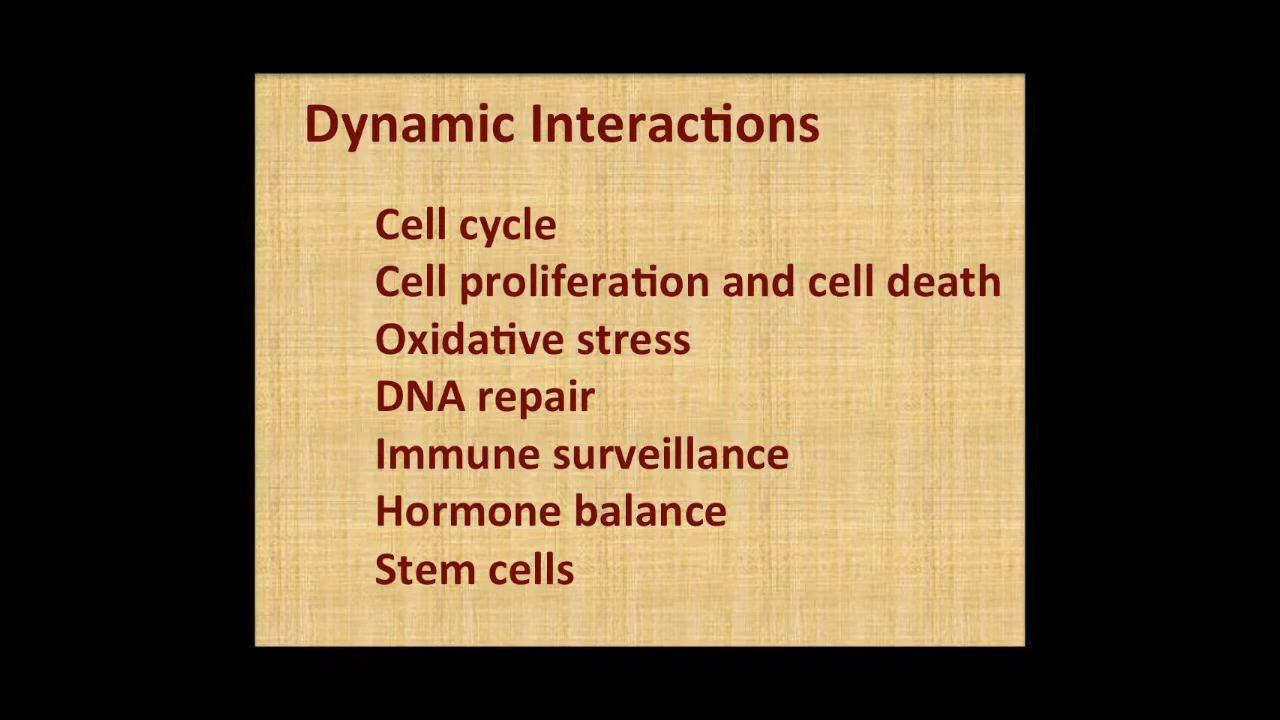 Dynamic Interactions
Cell cycle
Cell proliferation and cell death
Oxidative stress
DNA repair
Immune surveillance
Hormone balance
Stem cells